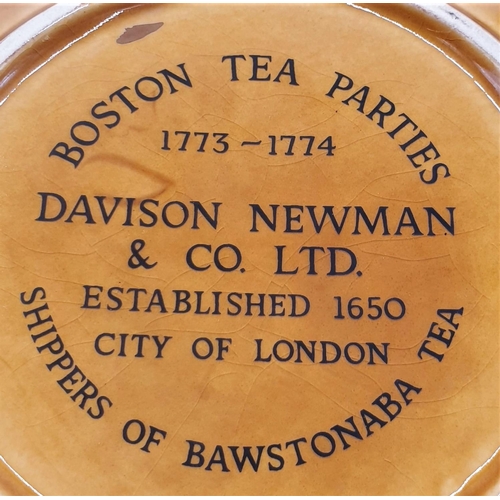 BOSTON TEA PARTIES
1773 - 1774
DAVISON NEWMAN
& CO. LTD.
ESTABLISHED 1650
CITY OF LONDON
SHIPPERS OF BAWSTONABA TEA